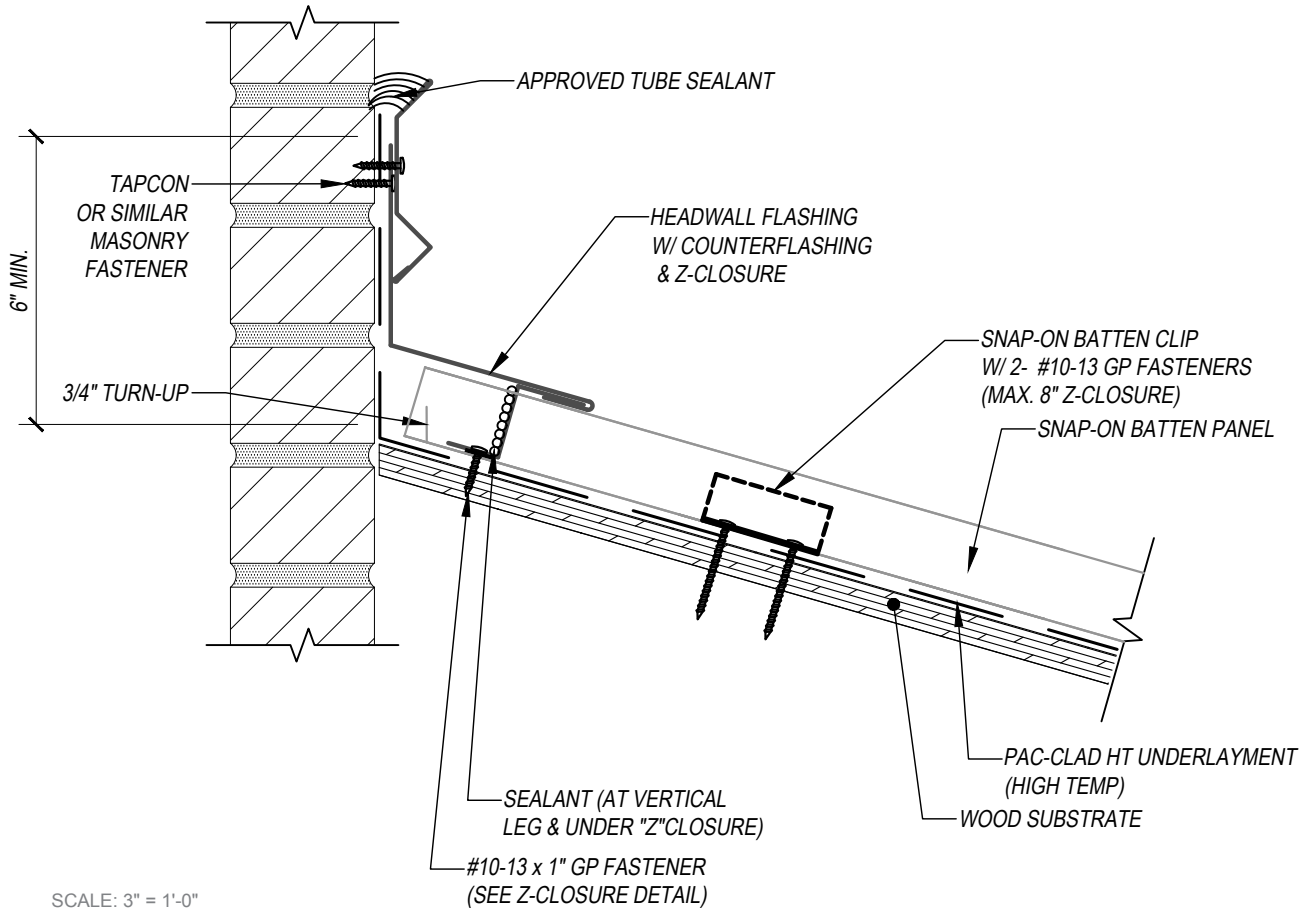 APPROVED TUBE SEALANT
TAPCON
OR SIMILAR
MASONRY
FASTENER
6" MIN.
HEADWALL FLASHING
W/ COUNTERFLASHING
& Z-CLOSURE
SNAP-ON BATTEN CLIP
W/ 2- #10-13 GP FASTENERS
(MAX. 8" Z-CLOSURE)
3/4" TURN-UP
SNAP-ON BATTEN PANEL
PAC-CLAD HT UNDERLAYMENT
(HIGH TEMP)
WOOD SUBSTRATE
SEALANT (AT VERTICAL
LEG & UNDER "Z"CLOSURE)
#10-13 x 1" GP FASTENER
(SEE Z-CLOSURE DETAIL)
SCALE: 3" = 1'-0"